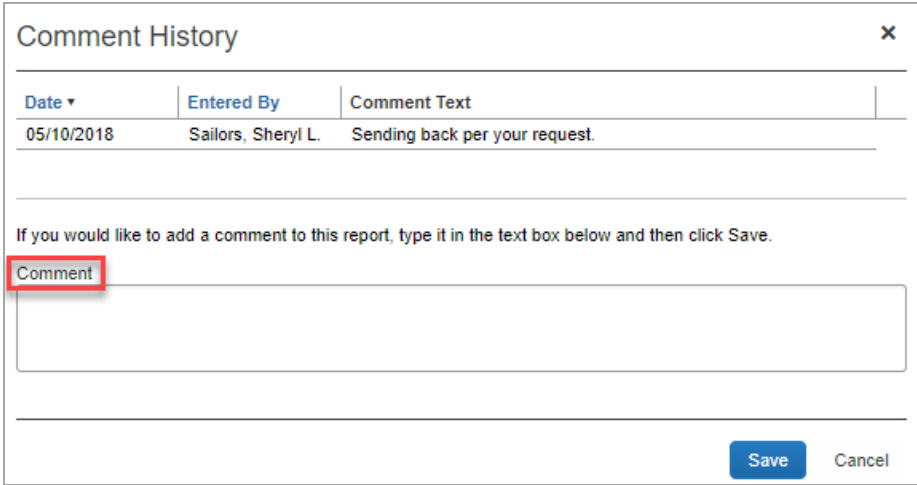 Comment History ×
Date ▾ Entered By Comment Text
05/10/2018 Sailors, Sheryl L. Sending back per your request.
If you would like to add a comment to this report, type it in the text box below and then click Save.
Comment
Save Cancel